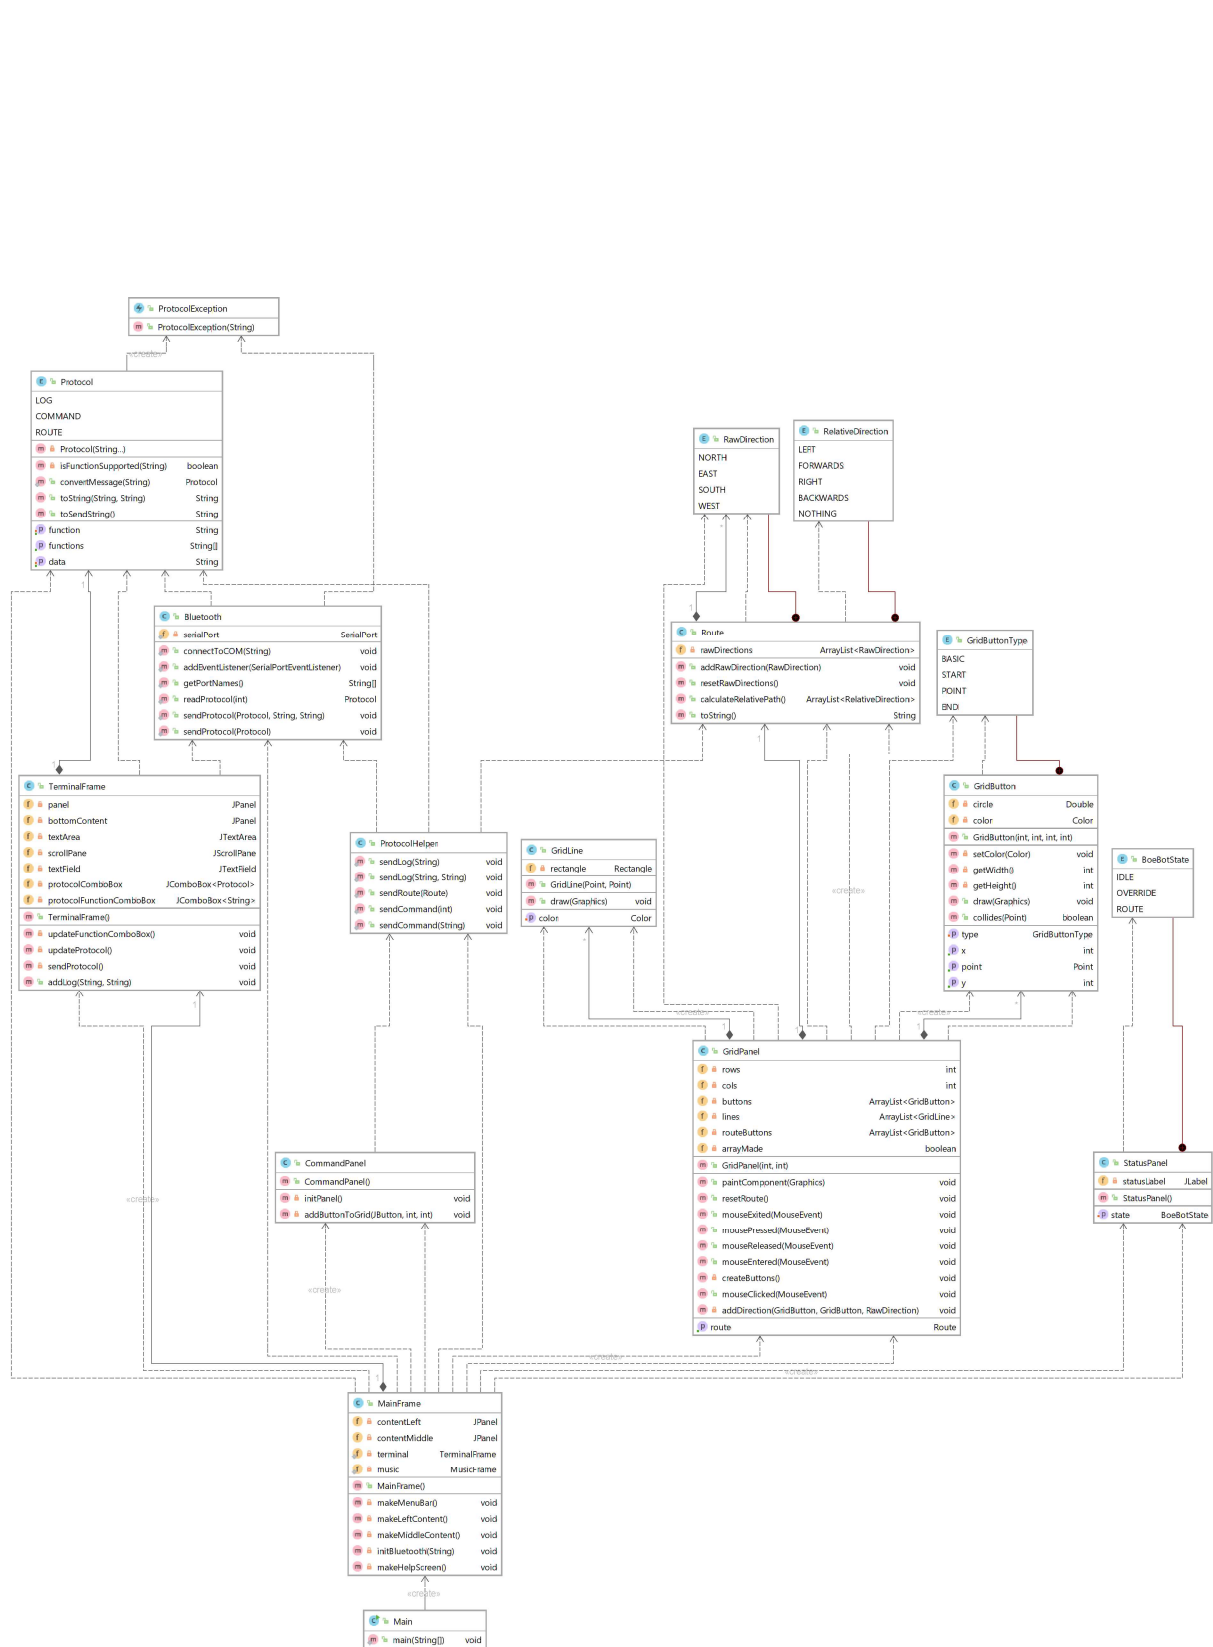 ProtocolException
ProtocolException(String)
«create»
Protocol
LOG
COMMAND
ROUTE
Protocol(String...)
isFunctionSupported(String) boolean
convertMessage(String) Protocol
toString(String, String) String
toSendString() String
function String
functions String[]
data String
RawDirection
NORTH
EAST
SOUTH
WEST
RelativeDirection
LEFT
FORWARDS
RIGHT
BACKWARDS
NOTHING
1
*
1
Bluetooth
serialPort SerialPort
connectToCOM(String) void
addEventListener(SerialPortEventListener) void
getPortNames() String[]
readProtocol(int) Protocol
sendProtocol(Protocol, String, String) void
sendProtocol(Protocol) void
Route
rawDirections ArrayList<RawDirection>
addRawDirection(RawDirection) void
resetRawDirections() void
calculateRelativePath() ArrayList<RelativeDirection>
toString() String
GridButtonType
BASIC
START
POINT
END
1
1
TerminalFrame
panel JPanel
bottomContent JPanel
textArea JTextArea
scrollPane JScrollPane
textField JTextField
protocolComboBox JComboBox<Protocol>
protocolFunctionComboBox JComboBox<String>
TerminalFrame()
updateFunctionComboBox() void
updateProtocol() void
sendProtocol() void
addLog(String, String) void
ProtocolHelper
sendLog(String) void
sendLog(String, String) void
sendRoute(Route) void
sendCommand(int) void
sendCommand(String) void
GridLine
rectangle Rectangle
GridLine(Point, Point)
draw(Graphics) void
color Color
«create»
GridButton
circle Double
color Color
GridButton(int, int, int, int)
setColor(Color) void
getWidth() int
getHeight() int
draw(Graphics) void
collides(Point) boolean
type GridButtonType
x int
point Point
y int
BoeBotState
IDLE
OVERRIDE
ROUTE
*
1
*
«create»
«create»
1
1
1
GridPanel
rows int
cols int
buttons ArrayList<GridButton>
lines ArrayList<GridLine>
routeButtons ArrayList<GridButton>
arrayMade boolean
GridPanel(int, int)
paintComponent(Graphics) void
resetRoute() void
mouseExited(MouseEvent) void
mousePressed(MouseEvent) void
mouseReleased(MouseEvent) void
mouseEntered(MouseEvent) void
createButtons() void
mouseClicked(MouseEvent) void
addDirection(GridButton, GridButton, RawDirection) void
route Route
CommandPanel
CommandPanel()
initPanel() void
addButtonToGrid(JButton, int, int) void
StatusPanel
statusLabel JLabel
StatusPanel()
state BoeBotState
«create»
«create»
«create»
«create»
1
MainFrame
contentLeft JPanel
contentMiddle JPanel
terminal TerminalFrame
music MusicFrame
MainFrame()
makeMenuBar() void
makeLeftContent() void
makeMiddleContent() void
initBluetooth(String) void
makeHelpScreen() void
«create»
Main
main(String[]) void